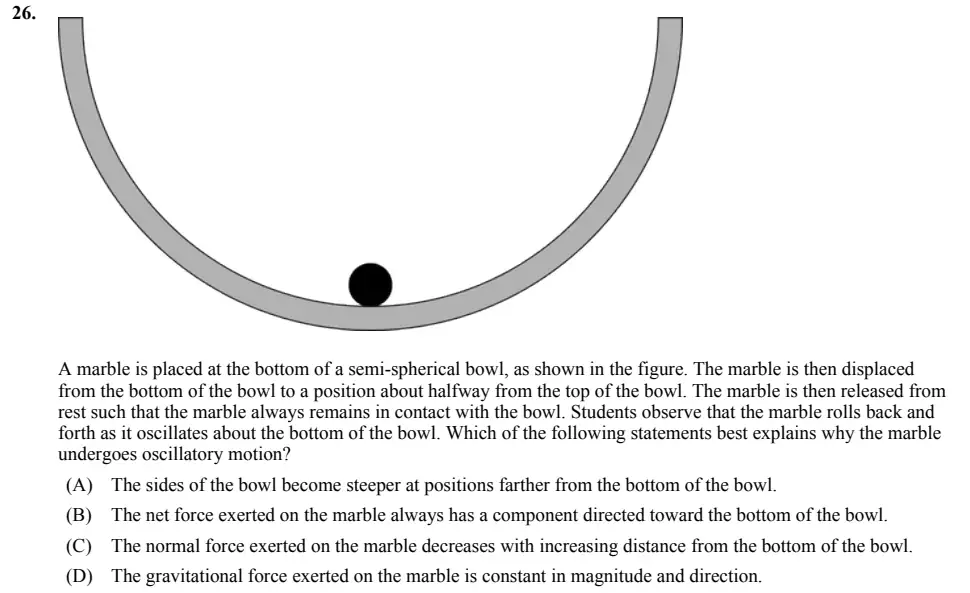 26.
A marble is placed at the bottom of a semi-spherical bowl, as shown in the figure. The marble is then displaced
from the bottom of the bowl to a position about halfway from the top of the bowl. The marble is then released from
rest such that the marble always remains in contact with the bowl. Students observe that the marble rolls back and
forth as it oscillates about the bottom of the bowl. Which of the following statements best explains why the marble
undergoes oscillatory motion?
(A) The sides of the bowl become steeper at positions farther from the bottom of the bowl.
(B) The net force exerted on the marble always has a component directed toward the bottom of the bowl.
(C) The normal force exerted on the marble decreases with increasing distance from the bottom of the bowl.
(D) The gravitational force exerted on the marble is constant in magnitude and direction.